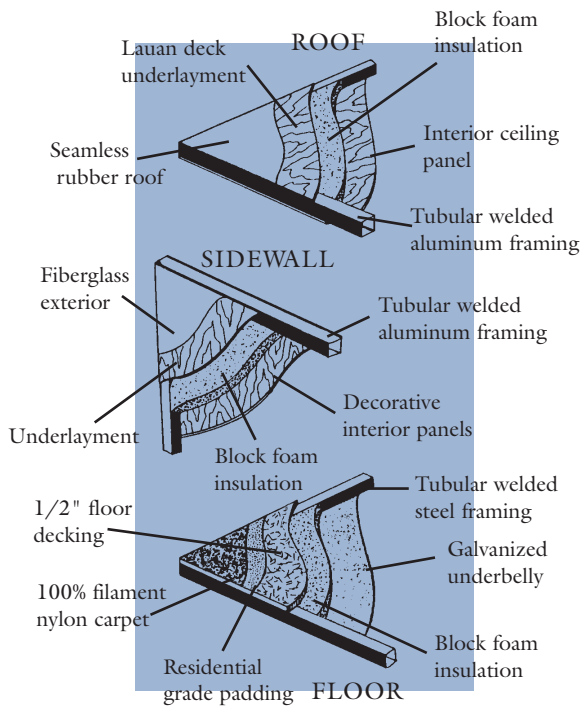 ROOF
Lauan deck
underlayment
Block foam
insulation
Seamless
rubber roof
Interior ceiling
panel
Tubular welded
aluminum framing
SIDEWALL
Fiberglass
exterior
Tubular welded
aluminum framing
Underlayment
Decorative
interior panels
Block foam
insulation
1/2" floor
decking
Tubular welded
steel framing
Galvanized
underbelly
100% filament
nylon carpet
Block foam
insulation
Residential
grade padding
FLOOR